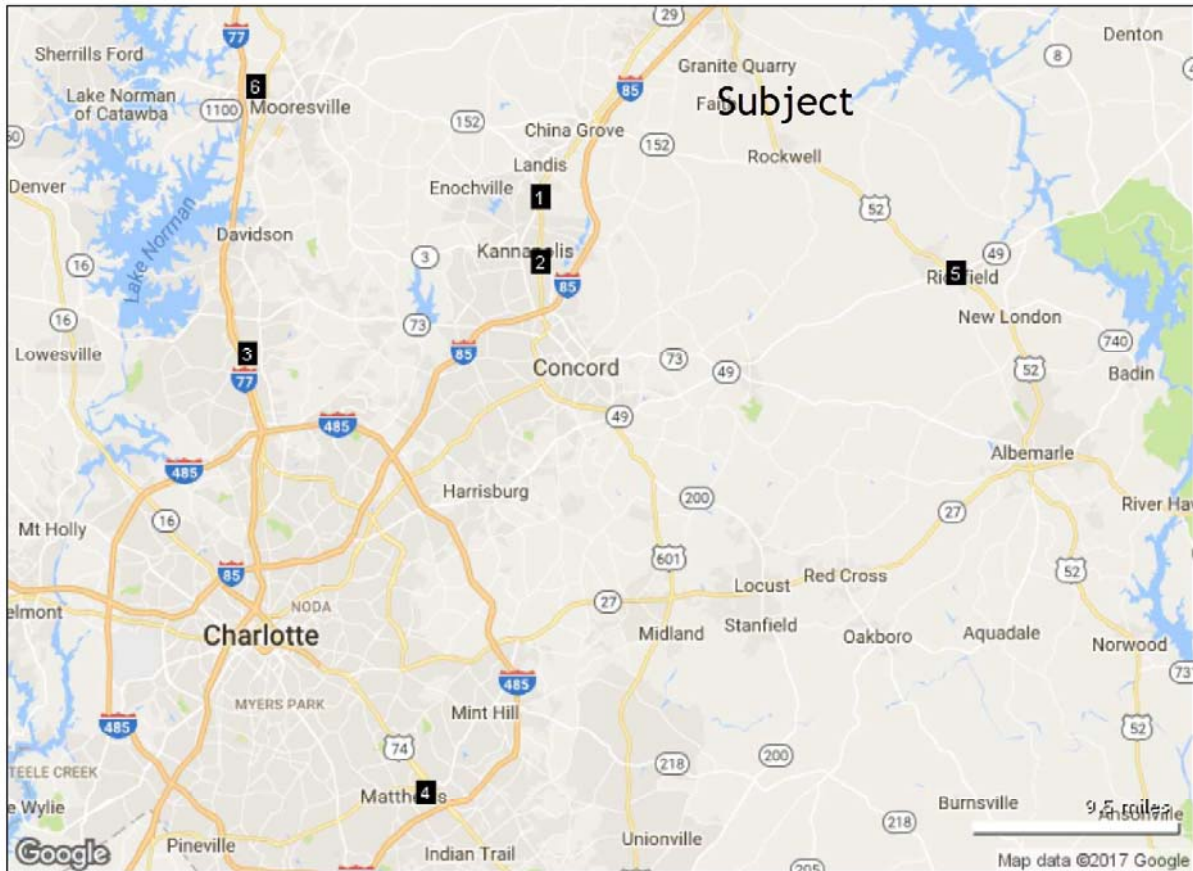 29
77
Denton
Sherrills Ford
8
Granite Quarry
6
85
Lake Norman
of Catawba
Mooresville
1100
Subject
152
China Grove
152
Landis
Rockwell
Denver
Enochville
1
52
Lake Norman
Davidson
16
3
Kannapolis
2
49
5
85
New London
16
73
Lowesville
3
85
740
77
Concord
73
49
52
Badin
49
485
Albemarle
485
Harrisburg
200
River Haw
Mt Holly
16
27
601
85
52
NODA
27
Locust
Red Cross
Charlotte
Midland
Stanfield
Oakboro
Aquadale
Norwood
485
MYERS PARK
Mint Hill
485
74
52
200
218
4
Matthews
Burnsville
9.5 miles
218
Pineville
Indian Trail
Unionville
205
Google
Map data ©2017 Google